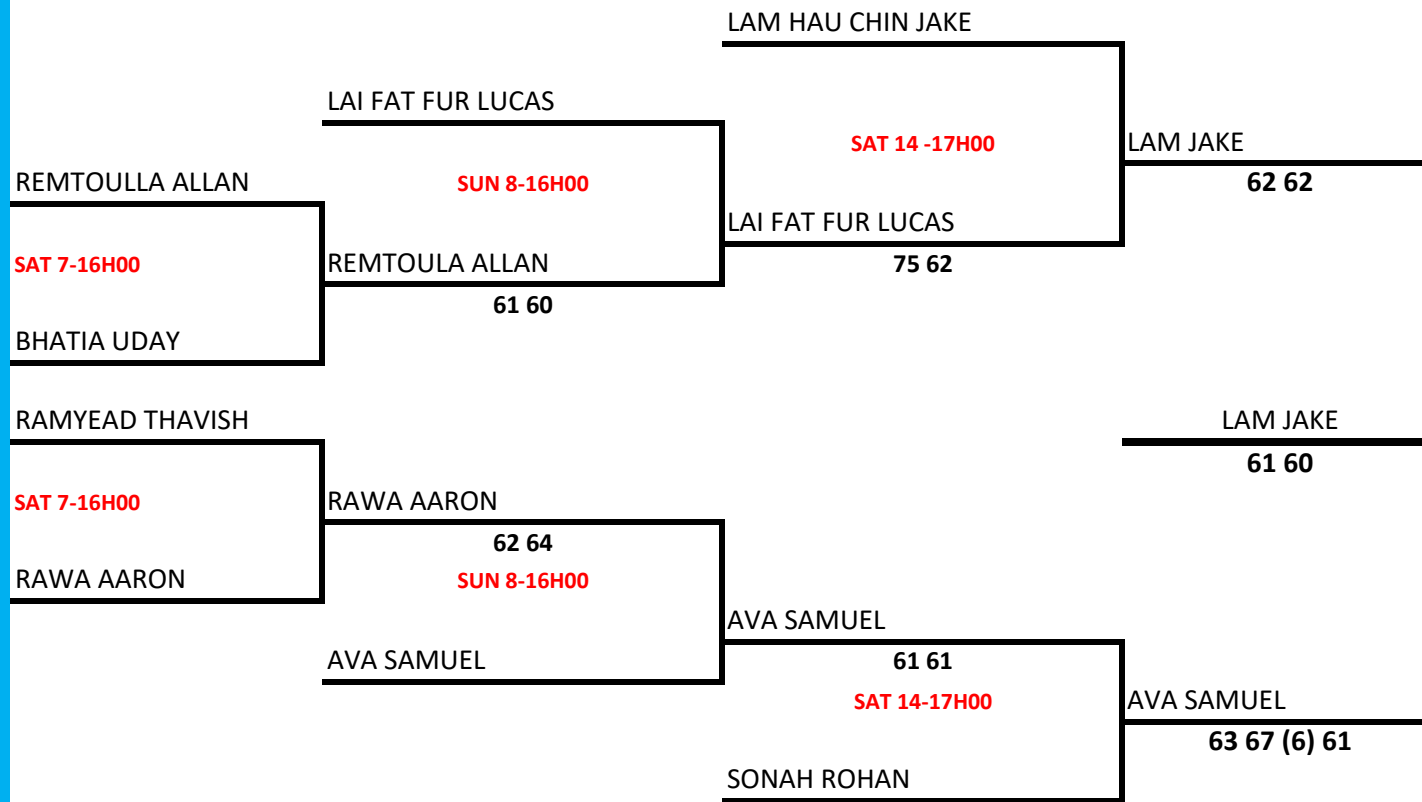 LAM HAU CHIN JAKE
LAI FAT FUR LUCAS
SAT 14 -17H00
LAM JAKE
REMTOULLA ALLAN
SUN 8-16H00
62 62
LAI FAT FUR LUCAS
SAT 7-16H00
REMTOULA ALLAN
75 62
61 60
BHATIA UDAY
RAMYEAD THAVISH
LAM JAKE
61 60
SAT 7-16H00
RAWA AARON
62 64
RAWA AARON
SUN 8-16H00
AVA SAMUEL
AVA SAMUEL
61 61
SAT 14-17H00
AVA SAMUEL
63 67 (6) 61
SONAH ROHAN